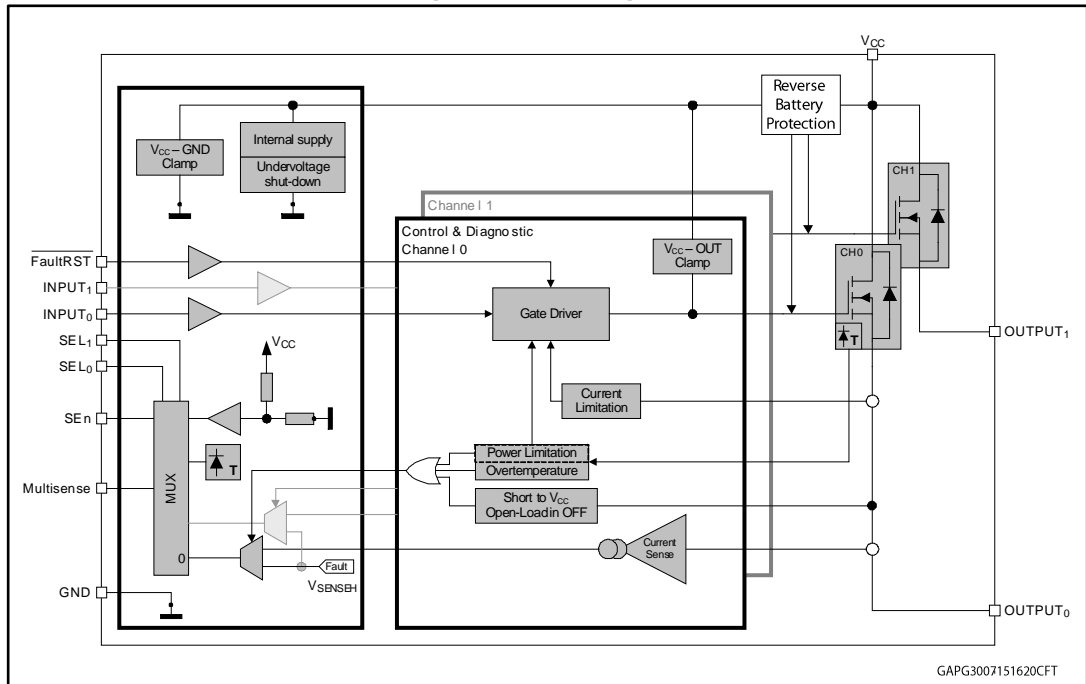 VCC
Reverse
Battery
Protection
VCC – GND
Clamp
Internal supply
Undervoltage
shut-down
CH1
Channel 1
Control & Diagnostic
Channel 0
VCC – OUT
Clamp
CH0
FaultRST
INPUT1
INPUT0
Gate Driver
SEL1
SEL0
VCC
T
OUTPUT1
Current
Limitation
SEn
T
Power Limitation
Overtemperature
Multisense
MUX
Short to VCC
Open-Load in OFF
Current
Sense
0
Fault
VSENSEH
GND
OUTPUT0
GAPG3007151620CFT